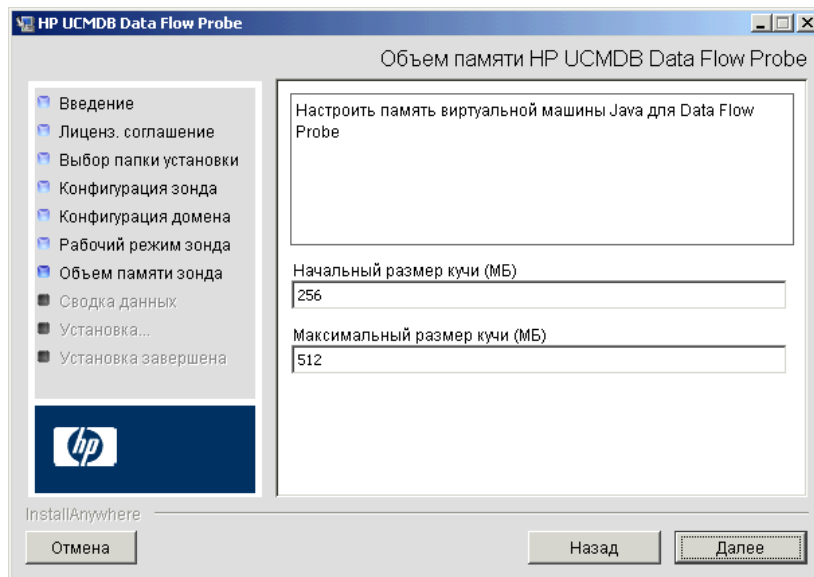 HP UCMDB Data Flow Probe
Объем памяти HP UCMDB Data Flow Probe
Введение
Лиценз. соглашение
Выбор папки установки
Конфигурация зонда
Конфигурация домена
Рабочий режим зонда
Объем памяти зонда
Сводка данных
Установка...
Установка завершена
Настроить память виртуальной машины Java для Data Flow
Probe
Начальный размер кучи (МБ)
256
Максимальный размер кучи (МБ)
512
hp
InstallAnywhere
Отмена
Назад
Далее